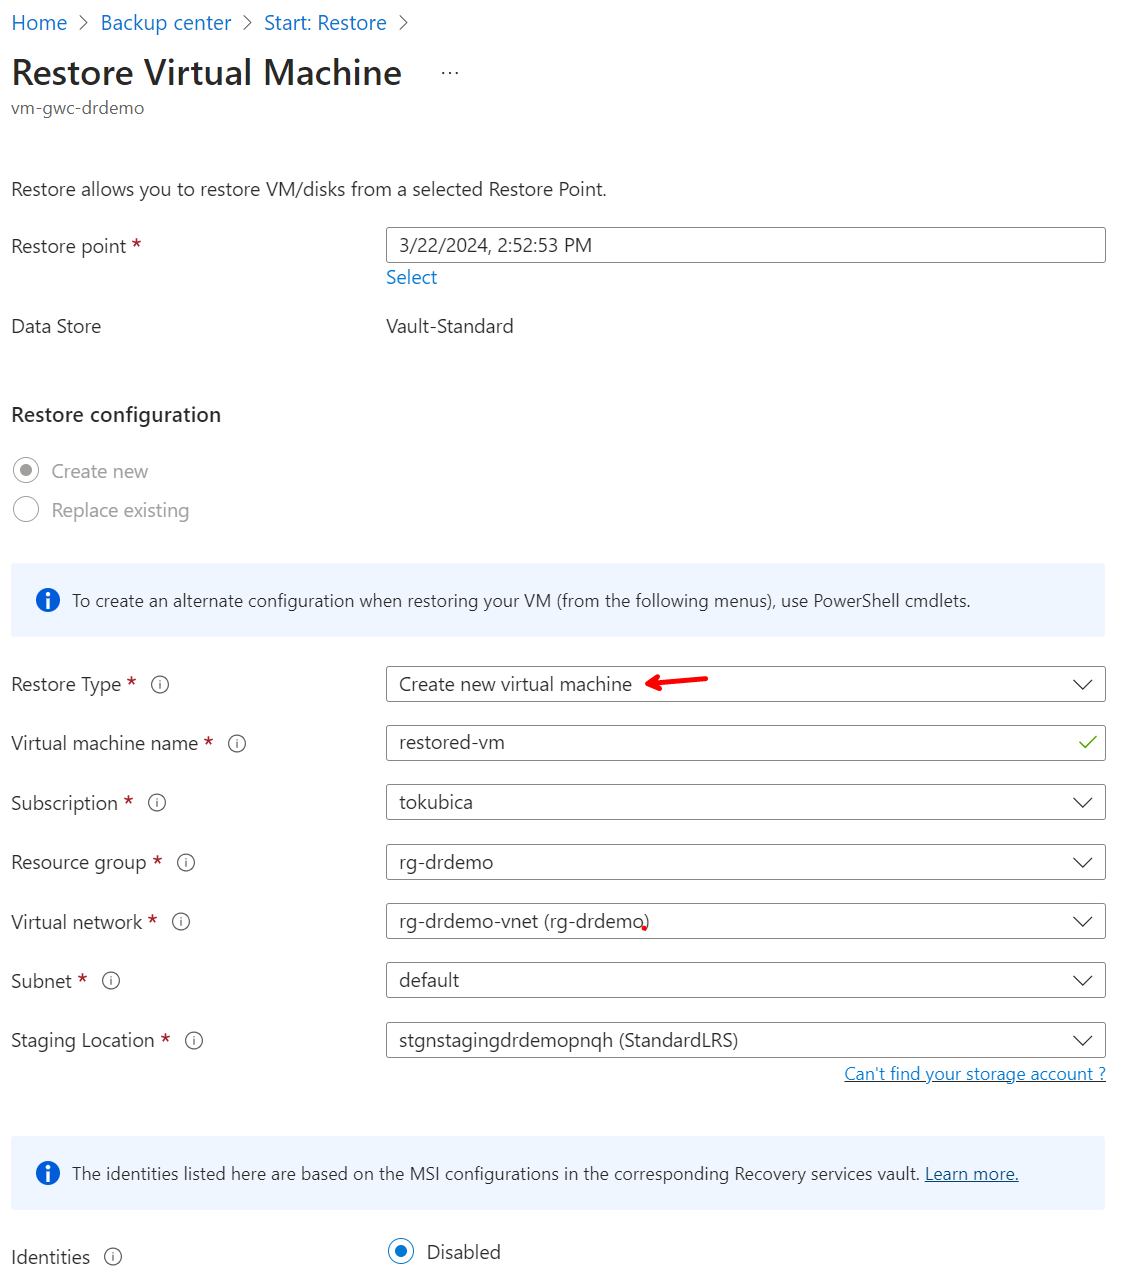 Home > Backup center > Start: Restore >
Restore Virtual Machine ...
vm-gwc-drdemo
Restore allows you to restore VM/disks from a selected Restore Point.
Restore point * 3/22/2024, 2:52:53 PM
Select
Data Store Vault-Standard
Restore configuration
Create new
Replace existing
To create an alternate configuration when restoring your VM (from the following menus), use PowerShell cmdlets.
Restore Type * Create new virtual machine
Virtual machine name * restored-vm
Subscription * tokubica
Resource group * rg-drdemo
Virtual network * rg-drdemo-vnet (rg-drdemo)
Subnet * default
Staging Location * stgnstagingdrdemopnqh (StandardLRS)
Can't find your storage account ?
The identities listed here are based on the MSI configurations in the corresponding Recovery services vault. Learn more.
Identities Disabled